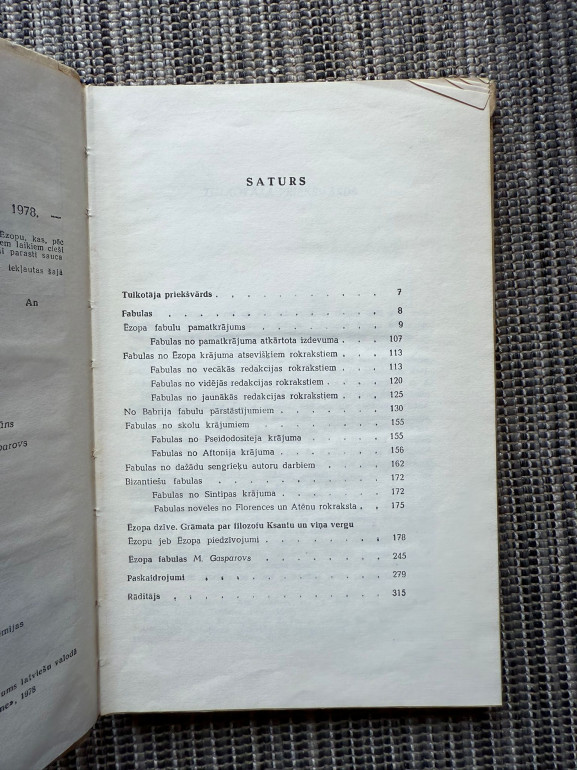 1978. —
Ēzopu, kas, pēc
laikiem cieši
parasti sauca
iekļautas šajā
An
SATURS
Tulkotāja priekšvārds . . . . . . . . . . . 7
Fabulas . . . . . . . . . . . . . . 8
Ēzopa fabulu pamatkrājums . . . . . . . . . 9
Fabulas no pamatkrājuma atkārtota izdevuma . . . 107
Fabulas no Ēzopa krājuma atsevišķiem rokrakstiem . . . 113
Fabulas no vecākās redakcijas rokrakstiem . . . 113
Fabulas no vidējās redakcijas rokrakstiem . . . . 120
Fabulas no jaunākās redakcijas rokrakstiem . . . 125
No Babrija fabulu pārstāstījumiem . . . . . . . 130
Fabulas no skolu krājumiem . . . . . . . . 155
Fabulas no Pseidodositeja krājuma . . . . . . 155
Fabulas no Aftonija krājuma . . . . . . . 156
Fabulas no dažādu sengrieķu autoru darbiem . . . . . 162
Bizantiešu fabulas . . . . . . . . . . . 172
Fabulas no Sintipas krājuma . . . . . . . 172
Fabulas noveles no Florences un Atēnu rokraksta . . 175
Ēzopa dzīve. Grāmata par filozofu Ksantu un viņa vergu
Ēzopu jeb Ēzopa piedzīvojumi . . . . . . . . 178
Ēzopa fabulas M. Gasparovs . . . . . . . . . 245
Paskaidrojumi . . . . . . . . . . . . 279
Rādītājs . . . . . . . . . . . . . . 315
latviešu valodā
1978